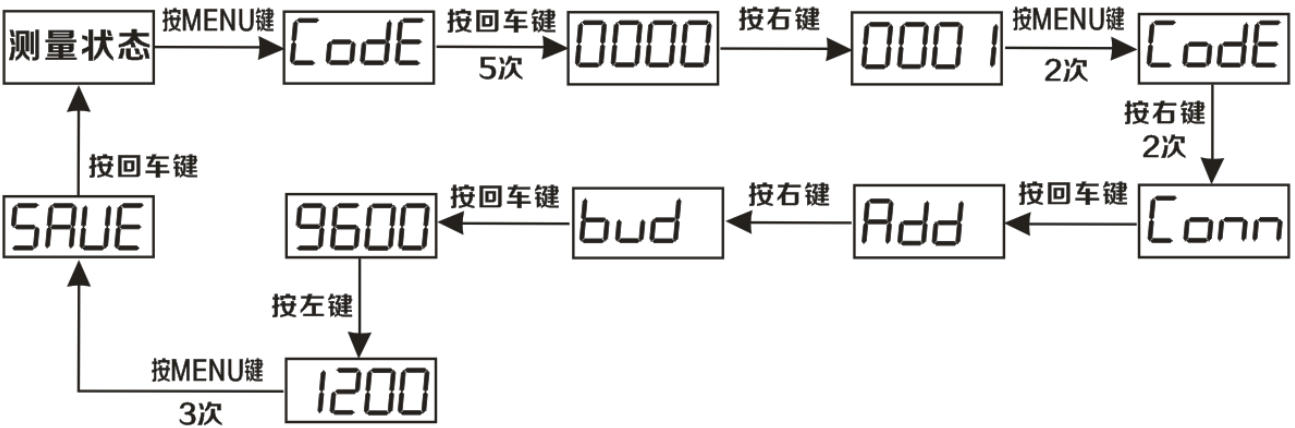 测量状态
按MENU键
CodE
按回车键
5次
0000
按右键
0001
按MENU键
2次
CodE
按右键
2次
Conn
按回车键
Add
按右键
bud
按回车键
9600
按左键
1200
按MENU键
3次
SAVE
按回车键